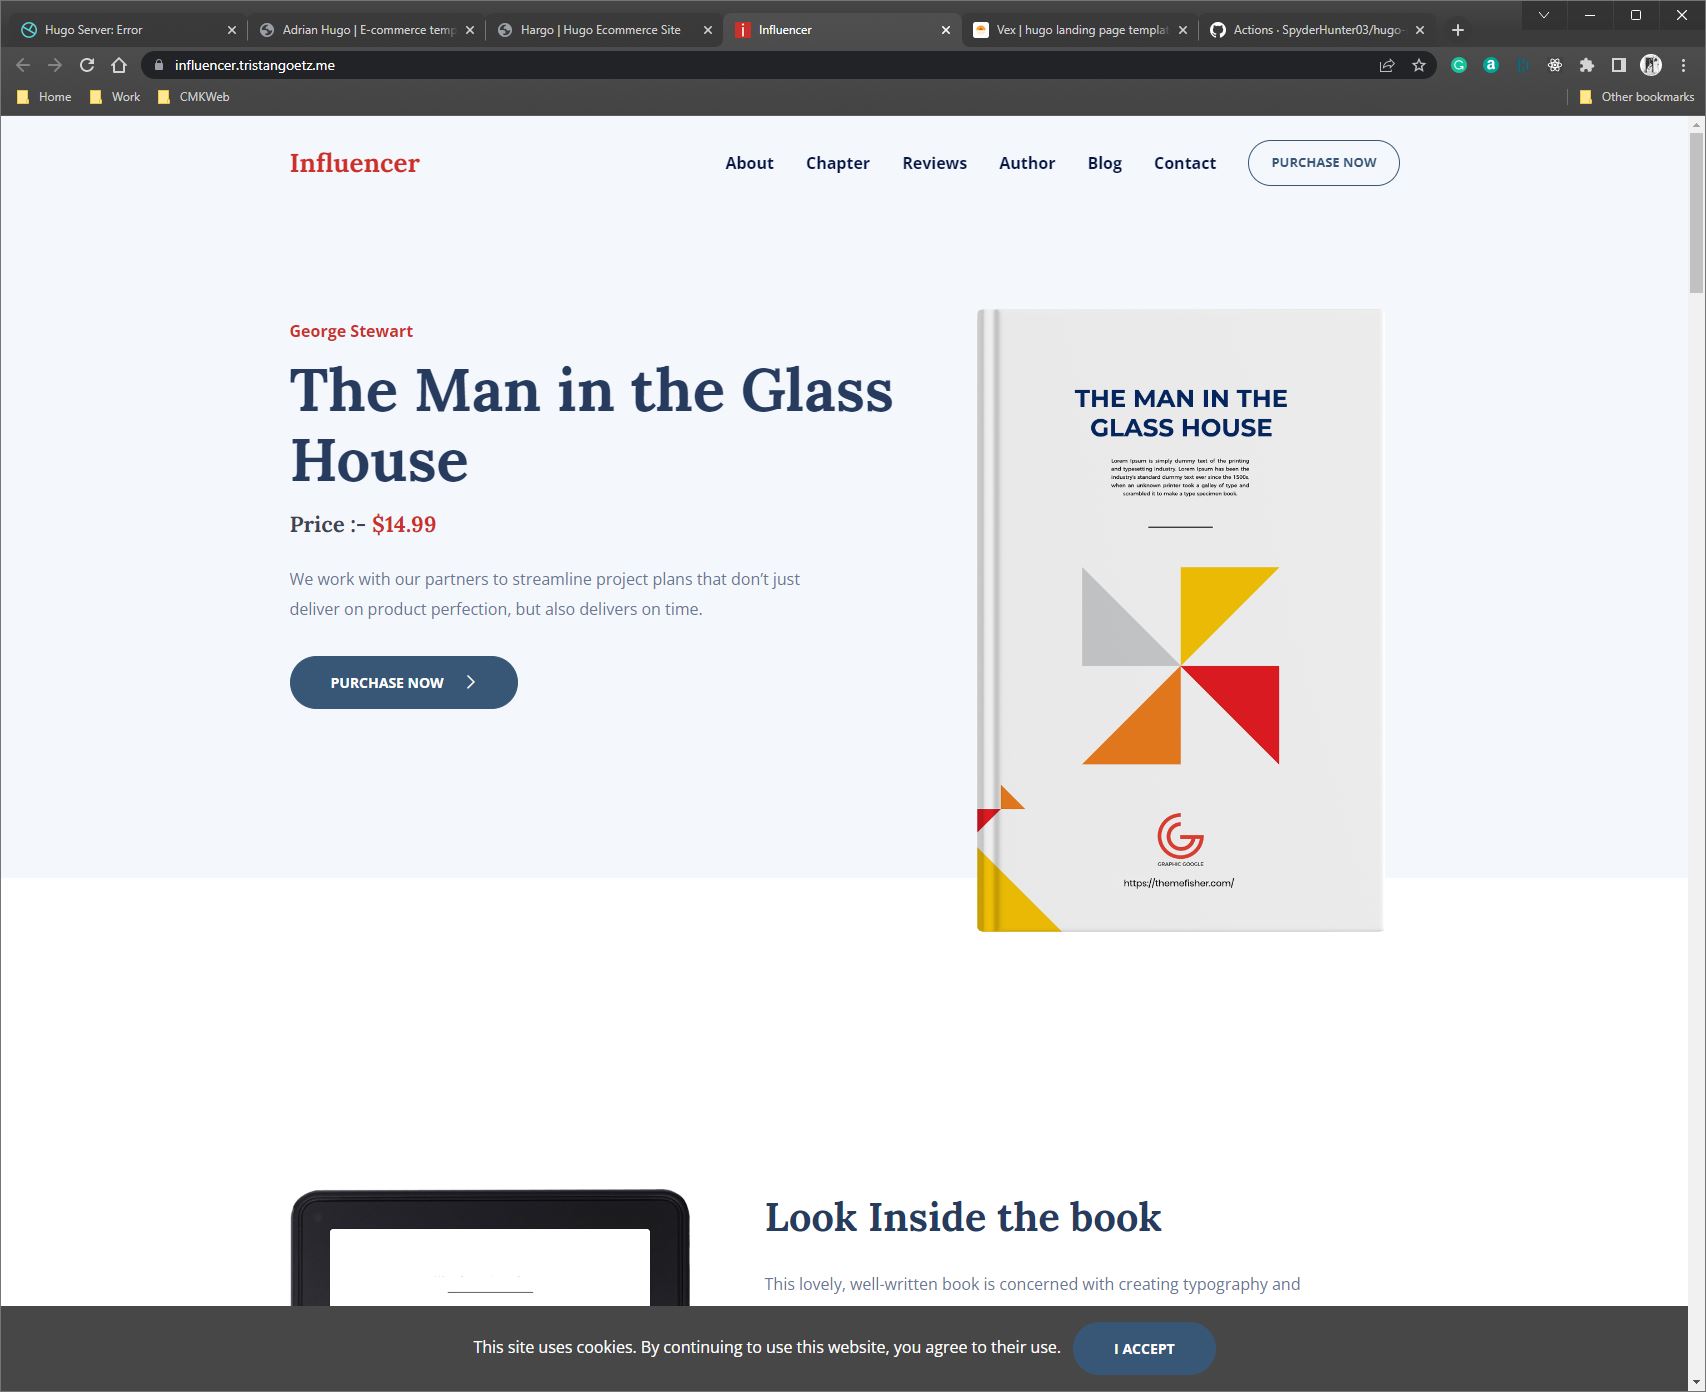 Hugo Server: Error
Adrian Hugo | E-commerce temp
Hargo | Hugo Ecommerce Site
Influencer
Vex | hugo landing page templat
Actions · SpyderHunter03/hugo-
influencer.tristangoetz.me
Home
Work
CMKWeb
Other bookmarks
Influencer
About
Chapter
Reviews
Author
Blog
Contact
PURCHASE NOW
George Stewart
The Man in the Glass
House
Price :- $14.99
We work with our partners to streamline project plans that don’t just
deliver on product perfection, but also delivers on time.
PURCHASE NOW
THE MAN IN THE
GLASS HOUSE
Lorem Ipsum is simply dummy text of the printing
and typesetting industry. Lorem Ipsum has been the
industry's standard dummy text ever since the 1500s,
when an unknown printer took a galley of type and
scrambled it to make a type specimen book.
GRAPHIC GOOGLE
https://themefisher.com/
Look Inside the book
This lovely, well-written book is concerned with creating typography and
This site uses cookies. By continuing to use this website, you agree to their use.
I ACCEPT